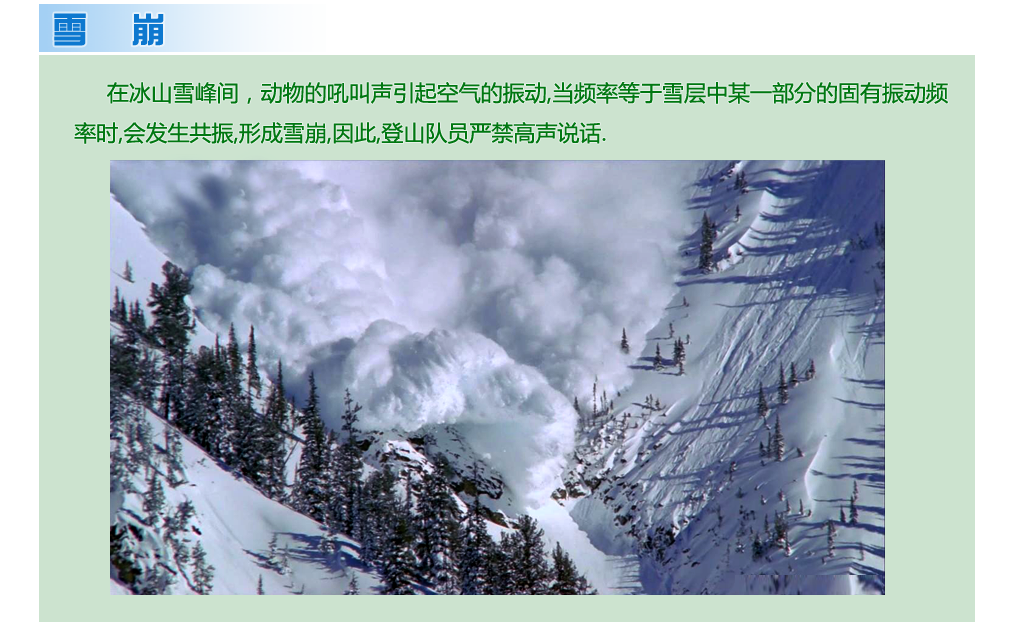 雪 崩
在冰山雪峰间，动物的吼叫声引起空气的振动,当频率等于雪层中某一部分的固有振动频
率时,会发生共振,形成雪崩,因此,登山队员严禁高声说话.